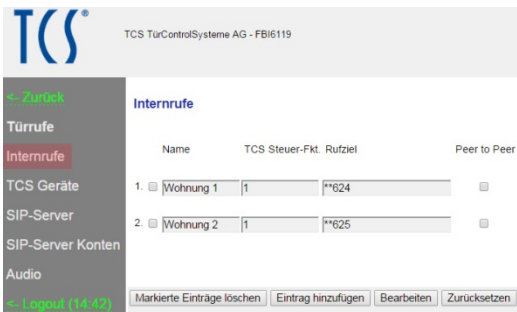 TCS®
TCS TürControlSysteme AG - FBI6119
<- Zurück
Türrufe
Internrufe
TCS Geräte
SIP-Server
SIP-Server Konten
Audio
<- Logout (14:42)
Internrufe
Name TCS Steuer-Fkt. Rufziel Peer to Peer
1. Wohnung 1 1 **624
2. Wohnung 2 1 **625
Markierte Einträge löschen Eintrag hinzufügen Bearbeiten Zurücksetzen